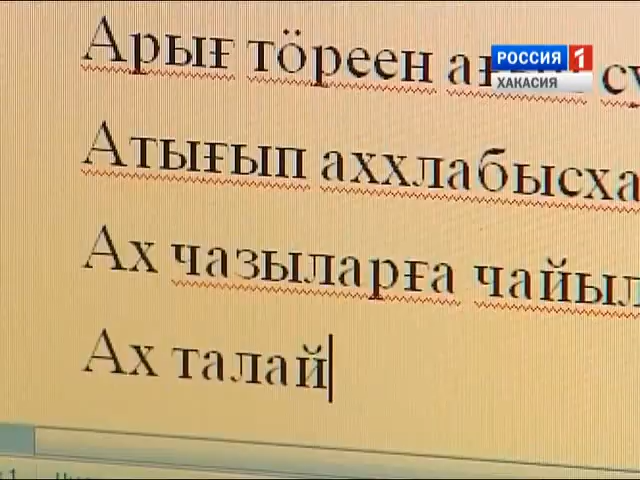 Арығ тӧреен
РОССИЯ 1
ХАКАСИЯ
Атығып аххлабысха
Ах чазыларға чайыл
Ах талай